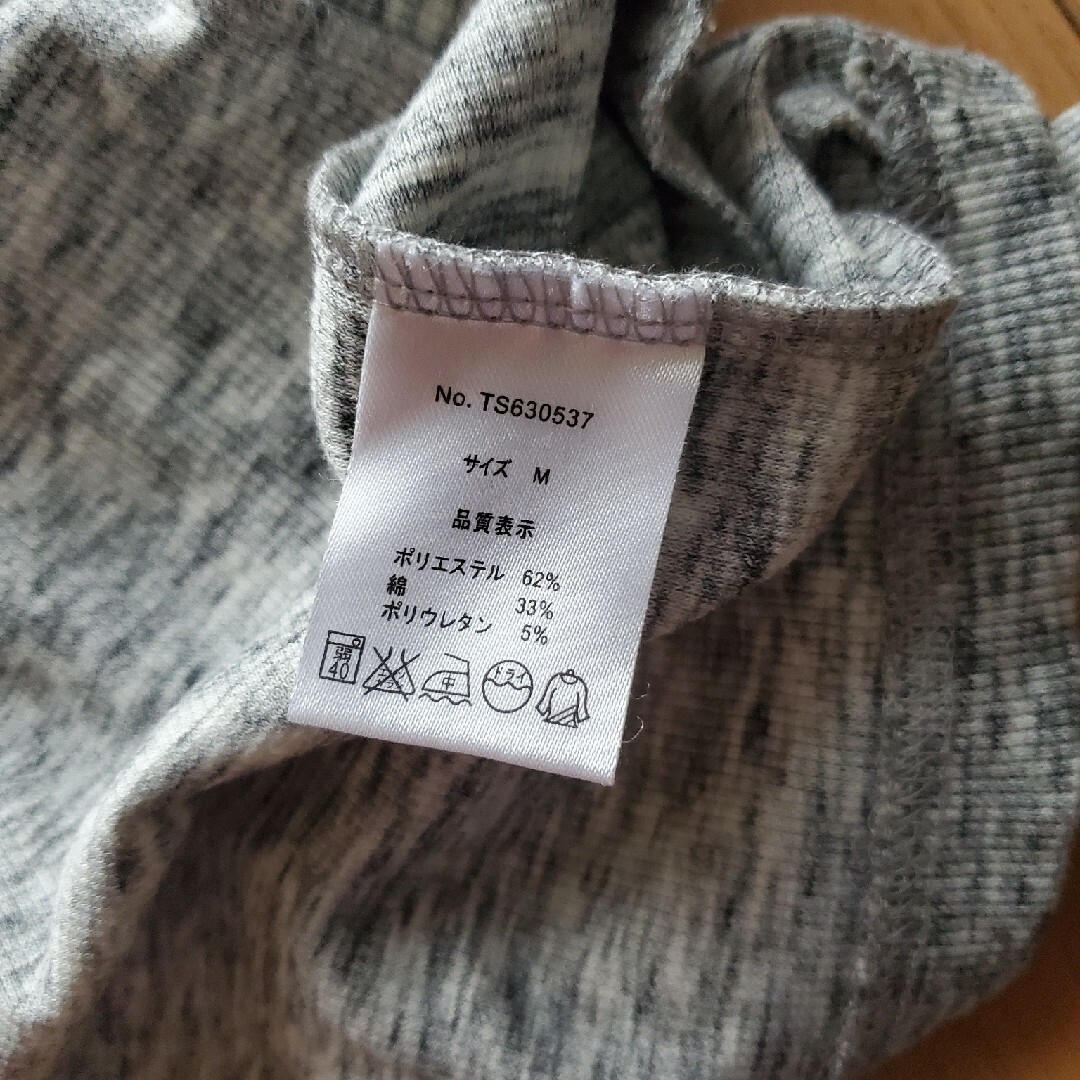 No. TS630537
サイズ M
品質表示
ポリエステル 62%
綿 33%
ポリウレタン 5%
40
ドライ